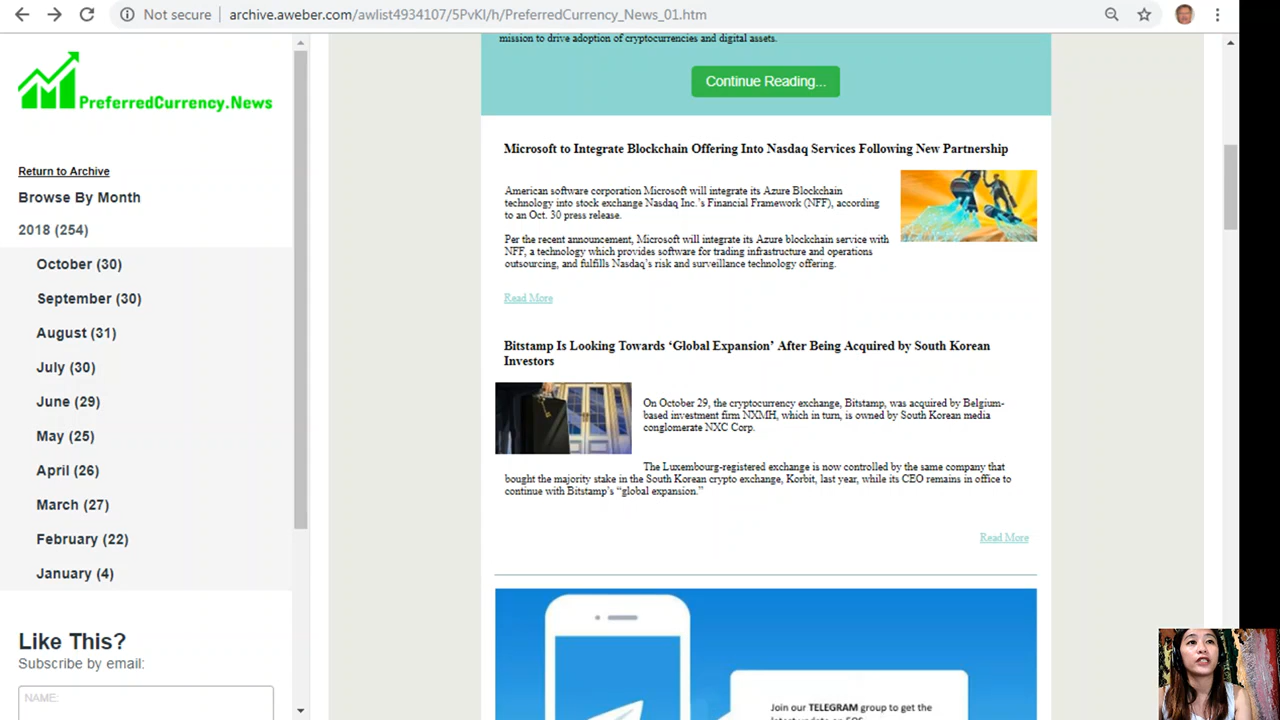 Not secure archive.aweber.com/awlist4934107/5PvKI/h/PreferredCurrency_News_01.htm
PreferredCurrency.News
Return to Archive
Browse By Month
2018 (254)
October (30)
September (30)
August (31)
July (30)
June (29)
May (25)
April (26)
March (27)
February (22)
January (4)
Like This?
Subscribe by email:
NAME:
mission to drive adoption of cryptocurrencies and digital assets.
Continue Reading...
Microsoft to Integrate Blockchain Offering Into Nasdaq Services Following New Partnership
American software corporation Microsoft will integrate its Azure Blockchain
technology into stock exchange Nasdaq Inc.'s Financial Framework (NFF), according
to an Oct. 30 press release.
Per the recent announcement, Microsoft will integrate its Azure blockchain service with
NFF, a technology which provides software for trading infrastructure and operations
outsourcing, and fulfills Nasdaq's risk and surveillance technology offering.
Read More
Bitstamp Is Looking Towards ‘Global Expansion’ After Being Acquired by South Korean
Investors
On October 29, the cryptocurrency exchange, Bitstamp, was acquired by Belgium-
based investment firm NXMH, which in turn, is owned by South Korean media
conglomerate NXC Corp.
The Luxembourg-registered exchange is now controlled by the same company that
bought the majority stake in the South Korean crypto exchange, Korbit, last year, while its CEO remains in office to
continue with Bitstamp's “global expansion.”
Read More
Join our TELEGRAM group to get the
latest update on EOS